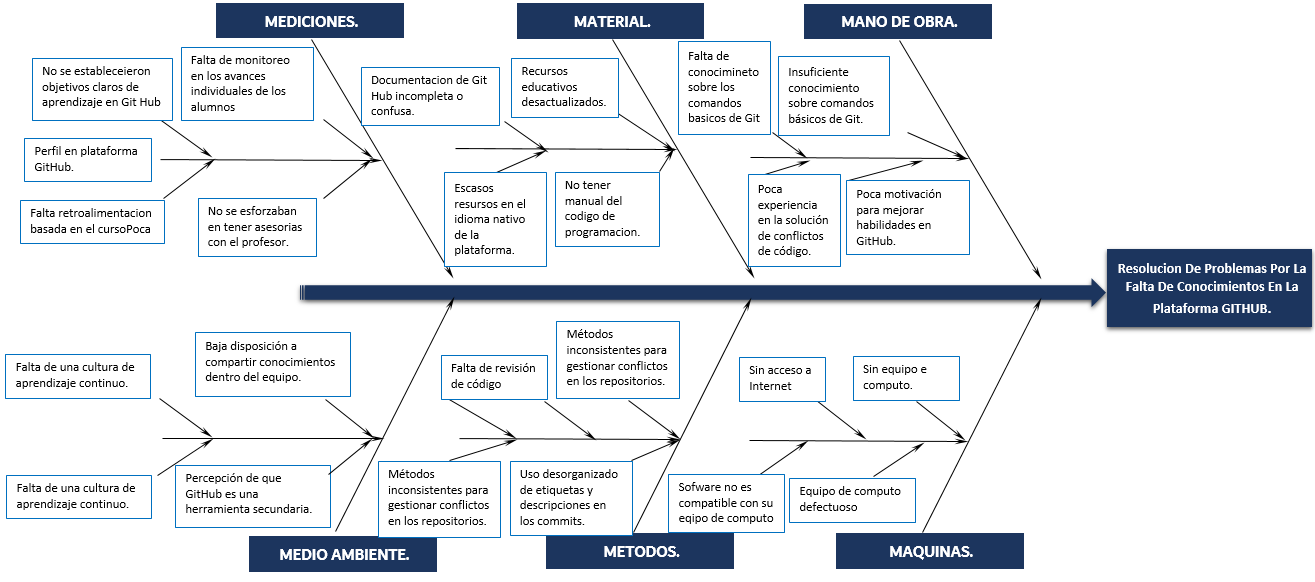 MEDICIONES.
MATERIAL.
MANO DE OBRA.
No se estableceieron
objetivos claros de
aprendizaje en Git Hub
Falta de monitoreo
en los avances
individuales de los
alumnos
Perfil en plataforma
GitHub.
Falta retroalimentacion
basada en el cursoPoca
No se esforzaban
en tener asesorias
con el profesor.
Documentacion de Git
Hub incompleta o
confusa.
Recursos
educativos
desactualizados.
Escasos
recursos en el
idioma nativo
de la
plataforma.
No tener
manual del
codigo de
programacion.
Falta de
conocimineto
sobre los
comandos
basicos de Git
Insuficiente
conocimiento
sobre comandos
básicos de Git.
Poca
experiencia
en la solución
de conflictos
de código.
Poca motivación
para mejorar
habilidades en
GitHub.
Resolucion De Problemas Por La
Falta De Conocimientos En La
Plataforma GITHUB.
Falta de una cultura de
aprendizaje continuo.
Baja disposición a
compartir conocimientos
dentro del equipo.
Falta de una cultura de
aprendizaje continuo.
Percepción de que
GitHub es una
herramienta secundaria.
Falta de revisión
de código
Métodos
inconsistentes para
gestionar conflictos
en los repositorios.
Métodos
inconsistentes para
gestionar conflictos
en los repositorios.
Uso desorganizado
de etiquetas y
descripciones en
los commits.
Sin acceso a
Internet
Sin equipo e
computo.
Sofware no es
compatible con su
eqipo de computo
Equipo de computo
defectuoso
MEDIO AMBIENTE.
METODOS.
MAQUINAS.